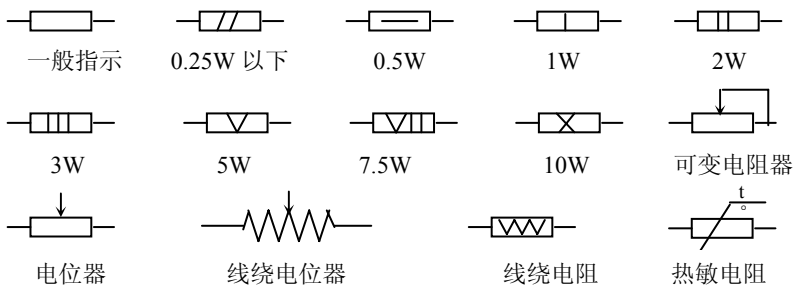 一般指示 0.25W 以下 0.5W 1W 2W
3W 5W 7.5W 10W 可变电阻器
t°
电位器 线绕电位器 线绕电阻 热敏电阻